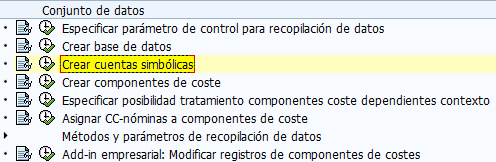 Conjunto de datos
Especificar parámetro de control para recopilación de datos
Crear base de datos
Crear cuentas simbólicas
Crear componentes de coste
Especificar posibilidad tratamiento componentes coste dependientes contexto
Asignar CC-nóminas a componentes de coste
Métodos y parámetros de recopilación de datos
Add-in empresarial: Modificar registros de componentes de costes